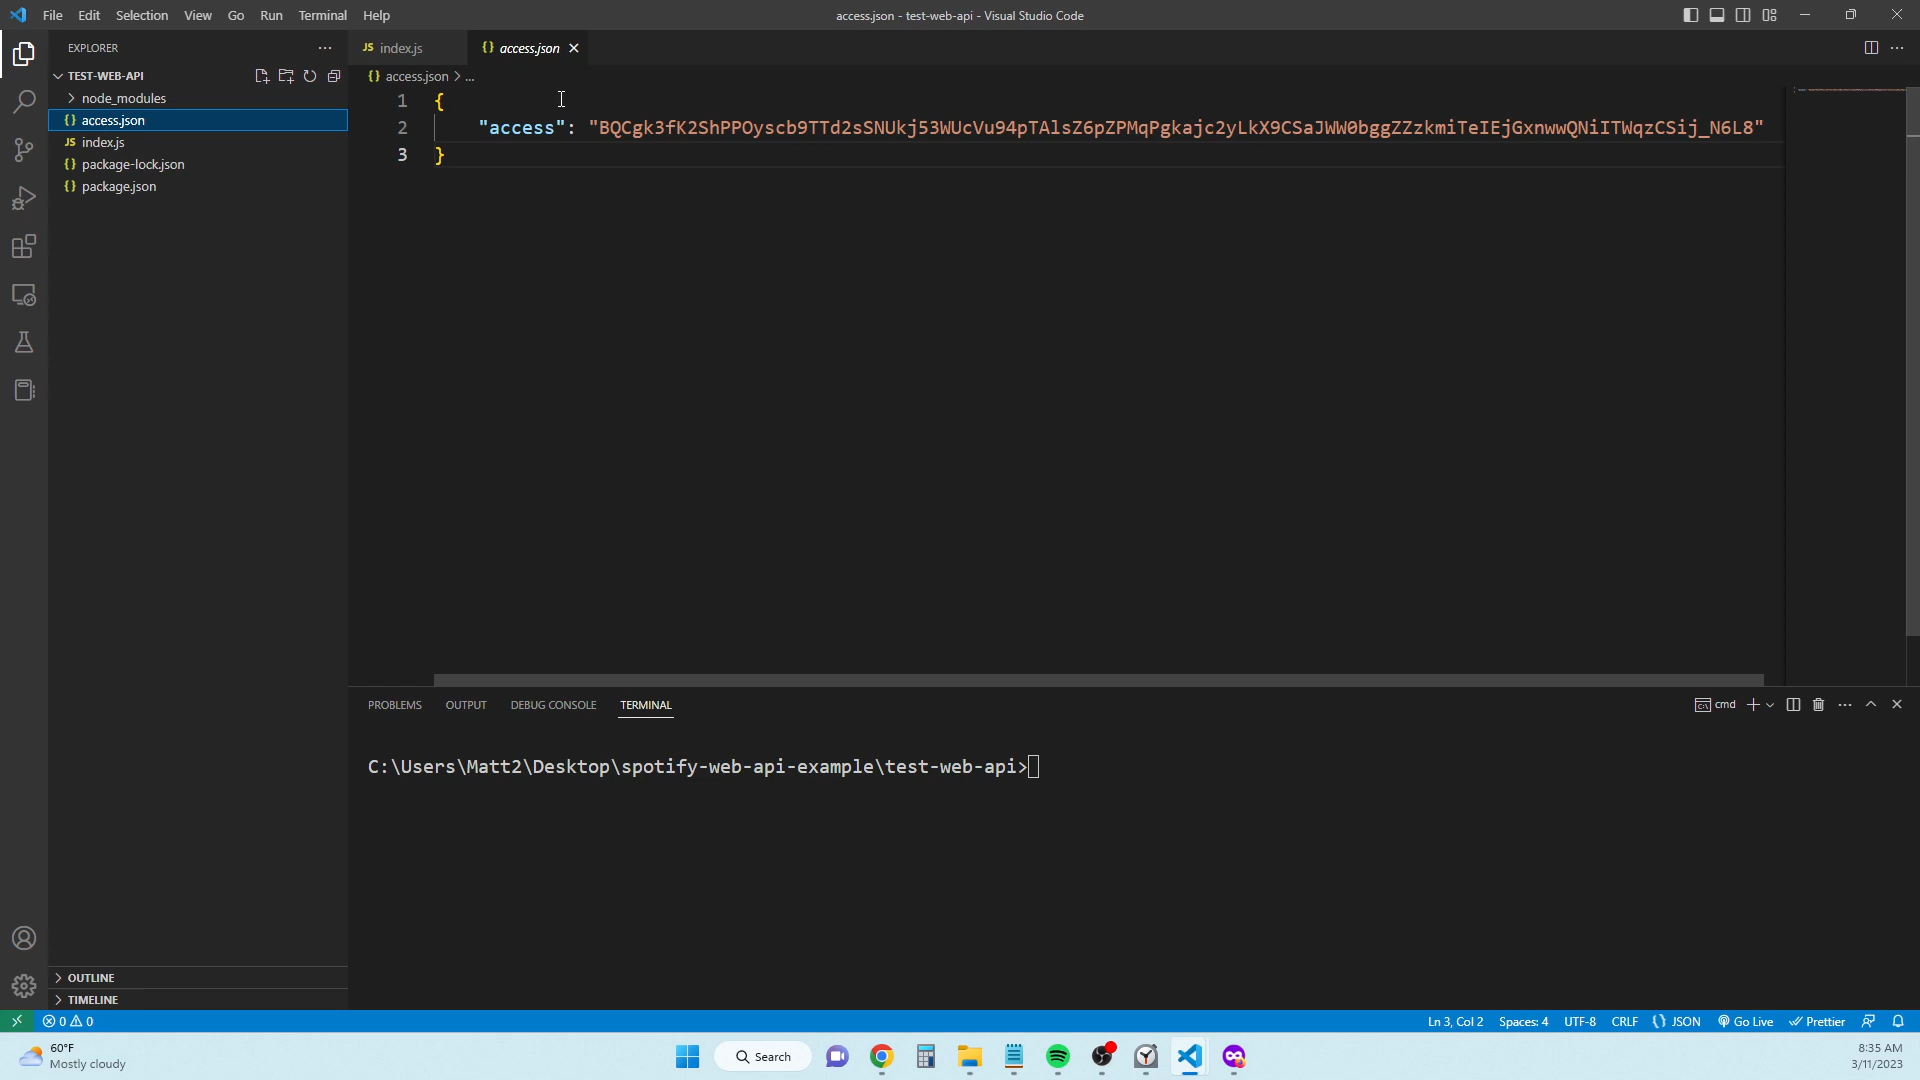 File Edit Selection View Go Run Terminal Help
access.json - test-web-api - Visual Studio Code
EXPLORER
TEST-WEB-API
node_modules
access.json
JS index.js
package-lock.json
package.json
OUTLINE
TIMELINE
JS index.js
{} access.json
{} access.json > ...
1 {
2 "access": "BQCgk3fK2ShPPOyscb9TTd2sSNUkj53WUcVu94pTAlsZ6pZPMqPgkajc2yLkX9CSaJWW0bggZZzkmiTeIEjGxnwwQNiITWqzCSij_N6L8"
3 }
PROBLEMS OUTPUT DEBUG CONSOLE TERMINAL
cmd
C:\Users\Matt2\Desktop\spotify-web-api-example\test-web-api>
0 0
Ln 3, Col 2 Spaces: 4 UTF-8 CRLF {} JSON Go Live Prettier
60°F
Mostly cloudy
Search
8:35 AM
3/11/2023